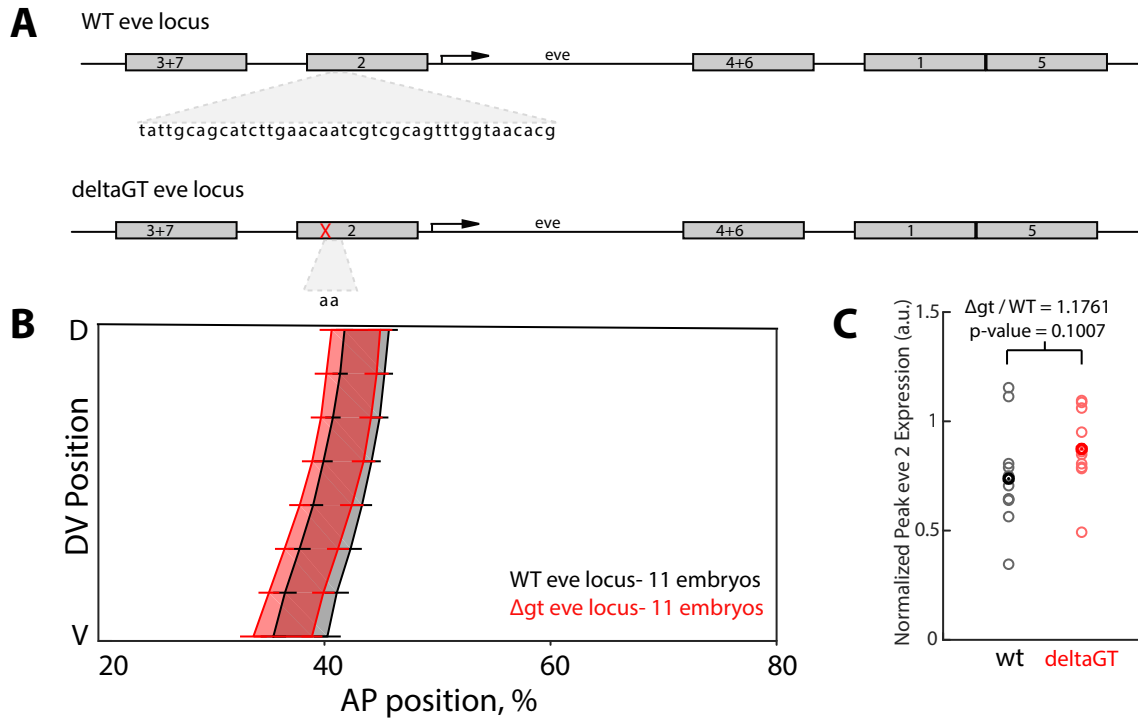 A
WT eve locus
3+7
2
eve
4+6
1
5
tattgcagcatcttgaacaatcgtcgcagtttggtaacacg
deltaGT eve locus
3+7
X
2
eve
4+6
1
5
aa
B
D
DV Position
V
WT eve locus- 11 embryos
Δgt eve locus- 11 embryos
20
40
60
80
AP position, %
C
Normalized Peak eve 2 Expression (a.u.)
1.5
1
0.5
0
Δgt / WT = 1.1761
p-value = 0.1007
wt
deltaGT